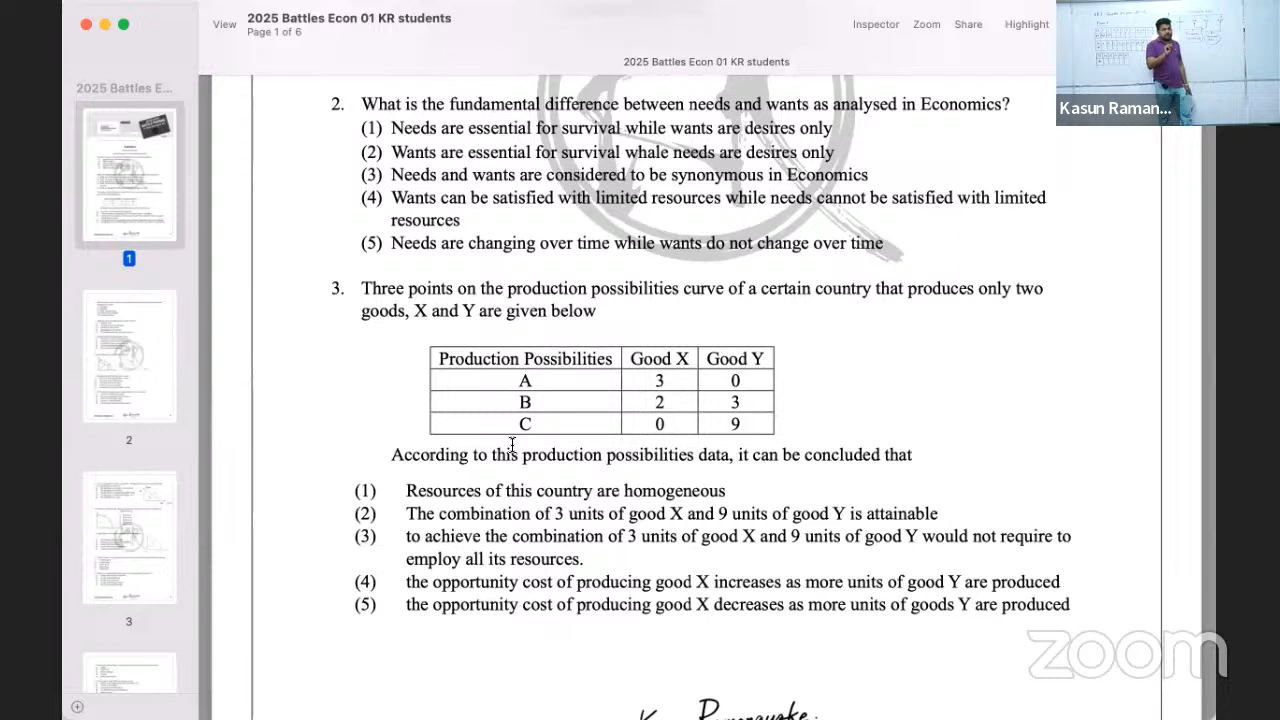 View
2025 Battles Econ 01 KR students
Page 1 of 6
Inspector Zoom Share Highlight
2025 Battles Econ 01 KR students
Kasun Raman...
2025 Battles E...
1
2
3
2. What is the fundamental difference between needs and wants as analysed in Economics?
(1) Needs are essential for survival while wants are desires only
(2) Wants are essential for survival whale needs are desires only
(3) Needs and wants are considered to be synonymous in Economics
(4) Wants can be satisfied with limited resources while needs cannot be satisfied with limited
resources
(5) Needs are changing over time while wants do not change over time
3. Three points on the production possibilities curve of a certain country that produces only two
goods, X and Y are given below
Production Possibilities Good X Good Y
A 3 0
B 2 3
C 0 9
According to this production possibilities data, it can be concluded that
(1) Resources of this country are homogeneous
(2) The combination of 3 units of good X and 9 units of good Y is attainable
(3) to achieve the combination of 3 units of good X and 9 units of good Y would not require to
employ all its resources.
(4) the opportunity cost of producing good X increases as more units of good Y are produced
(5) the opportunity cost of producing good X decreases as more units of goods Y are produced
zoom